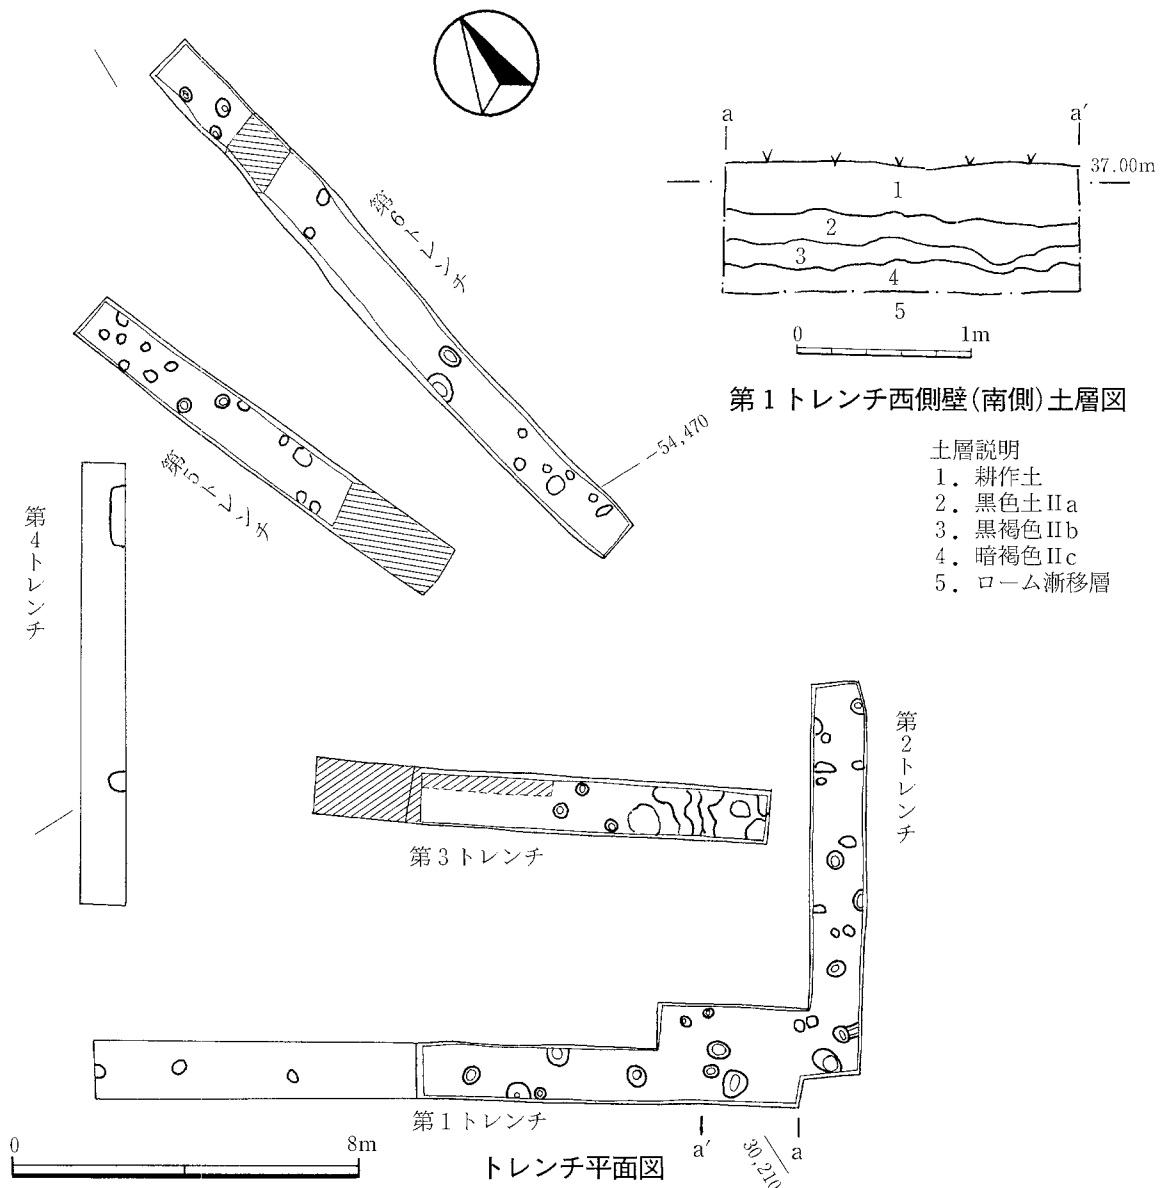 a
a′
37.00m
1
2
3
4
5
0
1m
第1トレンチ西側壁(南側)土層図
土層説明
1．耕作土
2．黒色土Ⅱa
3．黒褐色Ⅱb
4．暗褐色Ⅱc
5．ローム漸移層
第6トレンチ
-54,470
第5トレンチ
第4トレンチ
第2トレンチ
第3トレンチ
第1トレンチ
a′
a
30,210
0
8m
トレンチ平面図